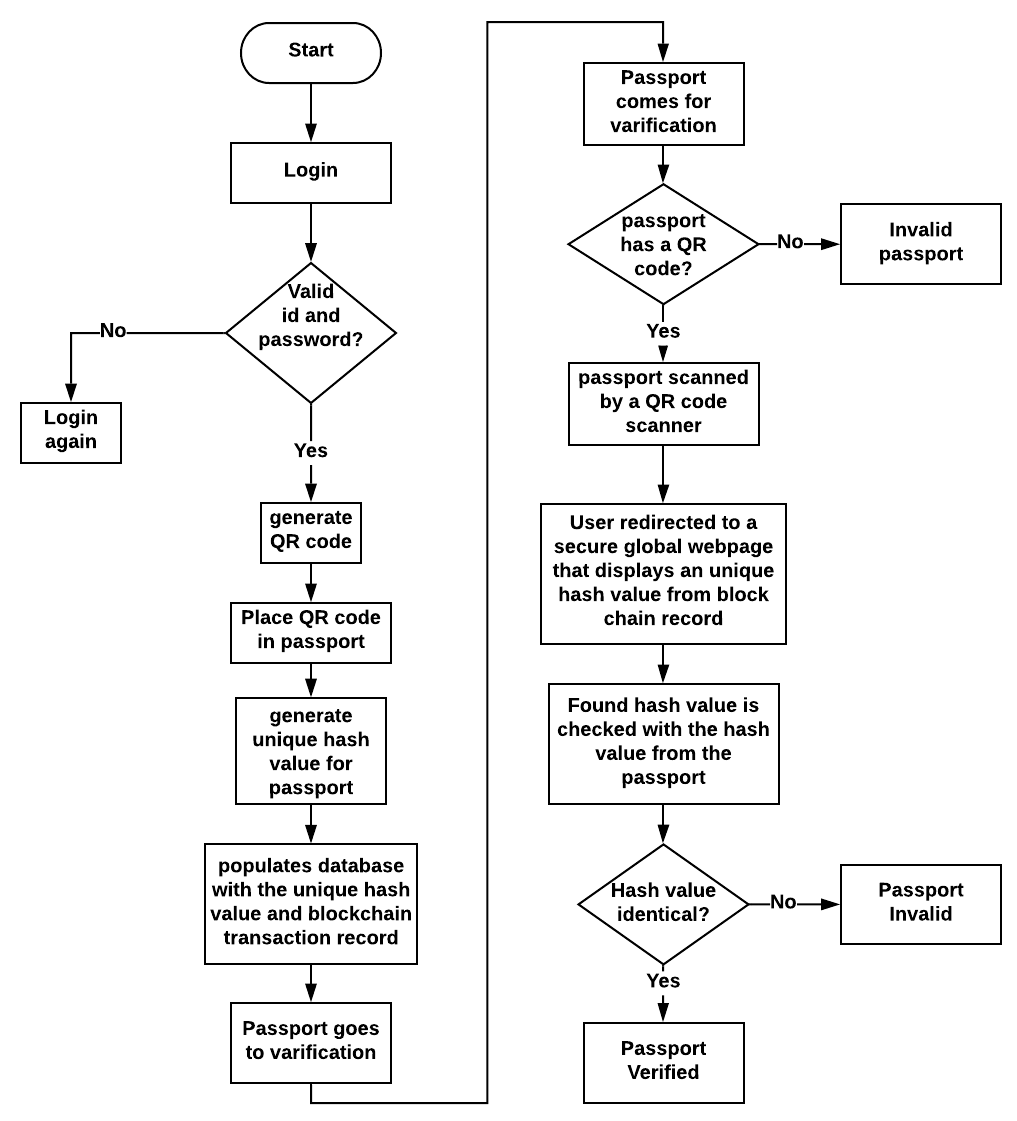 Start
Login
Valid
id and
password?
No
Login
again
Yes
generate
QR code
Place QR code
in passport
generate
unique hash
value for
passport
populates database
with the unique hash
value and blockchain
transaction record
Passport goes
to varification
Passport
comes for
varification
passport
has a QR
code?
No
Invalid
passport
Yes
passport scanned
by a QR code
scanner
User redirected to a
secure global webpage
that displays an unique
hash value from block
chain record
Found hash value is
checked with the hash
value from the
passport
Hash value
identical?
No
Passport
Invalid
Yes
Passport
Verified